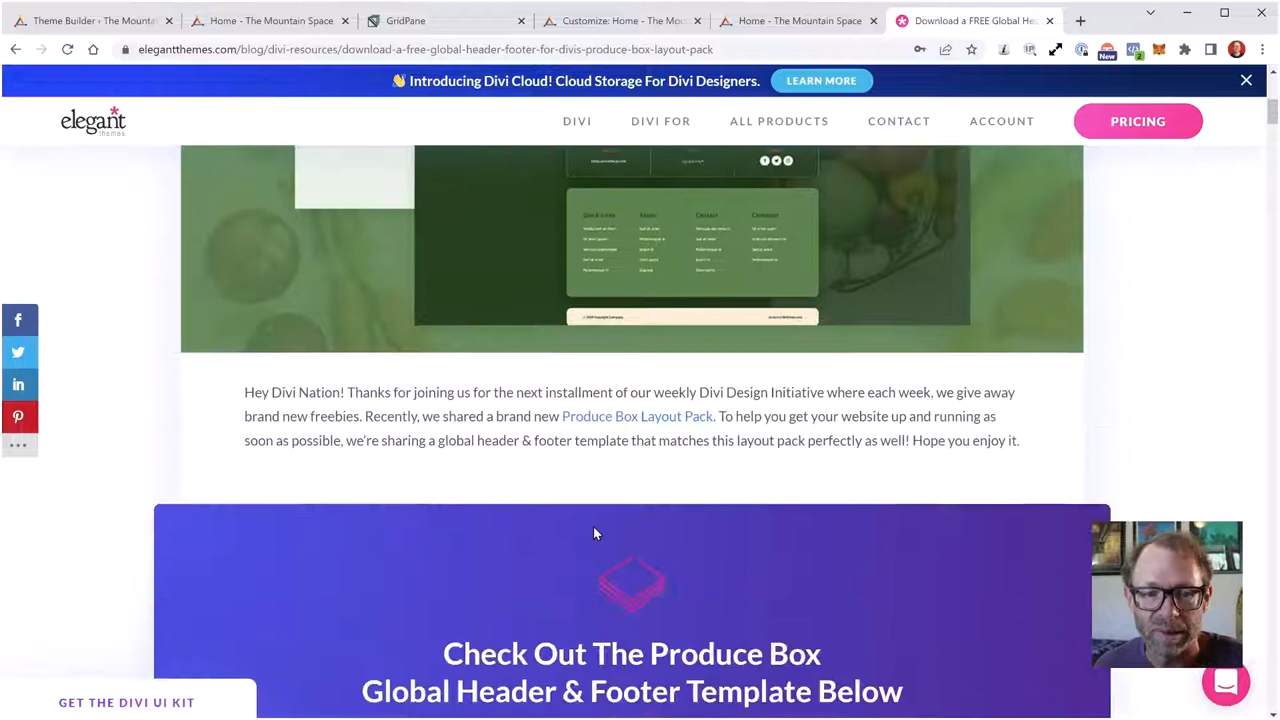 Theme Builder + The Mountai
Home - The Mountain Space
GridPane
Customize: Home - The Mou
Home - The Mountain Space
Download a FREE Global He
elegantthemes.com/blog/divi-resources/download-a-free-global-header-footer-for-divis-produce-box-layout-pack
New
2
👋 Introducing Divi Cloud! Cloud Storage For Divi Designers.
LEARN MORE
elegant themes
DIVI
DIVI FOR
ALL PRODUCTS
CONTACT
ACCOUNT
PRICING
Quick Links
Contact
Hey Divi Nation! Thanks for joining us for the next installment of our weekly Divi Design Initiative where each week, we give away
brand new freebies. Recently, we shared a brand new Produce Box Layout Pack. To help you get your website up and running as
soon as possible, we're sharing a global header & footer template that matches this layout pack perfectly as well! Hope you enjoy it.
Check Out The Produce Box
Global Header & Footer Template Below
GET THE DIVI UI KIT